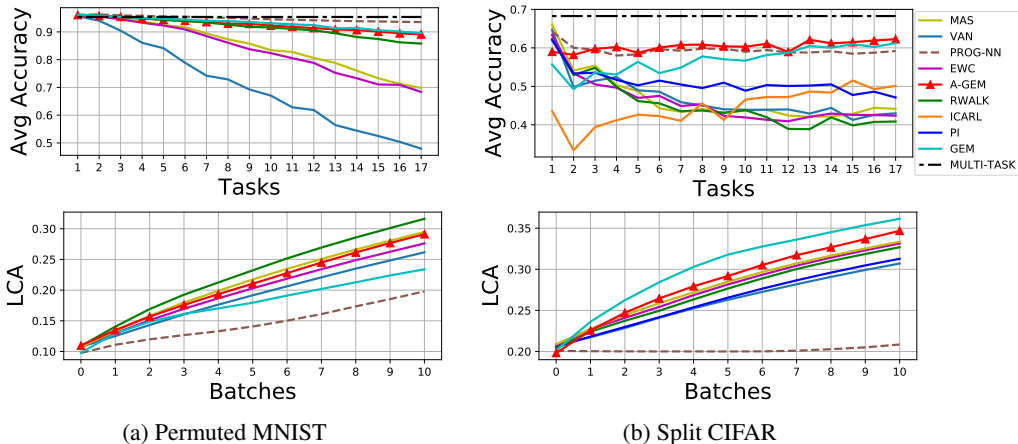 Avg Accuracy
0.9
0.8
0.7
0.6
0.5
1 2 3 4 5 6 7 8 9 10 11 12 13 14 15 16 17
Tasks
Avg Accuracy
0.7
0.6
0.5
0.4
1 2 3 4 5 6 7 8 9 10 11 12 13 14 15 16 17
Tasks
MAS
VAN
PROG-NN
EWC
A-GEM
RWALK
ICARL
PI
GEM
MULTI-TASK
LCA
0.30
0.25
0.20
0.15
0.10
0 1 2 3 4 5 6 7 8 9 10
Batches
LCA
0.35
0.30
0.25
0.20
0 1 2 3 4 5 6 7 8 9 10
Batches
(a) Permuted MNIST
(b) Split CIFAR